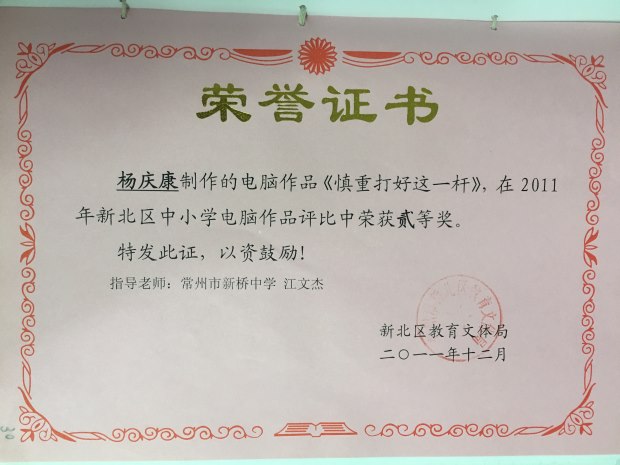 荣誉证书
杨庆康制作的电脑作品《慎重打好这一杆》,在2011
年新北区中小学电脑作品评比中荣获贰等奖。
特发此证,以资鼓励!
指导老师:常州市新桥中学 江文杰
新北区教育文体局
二〇一一年十二月
30